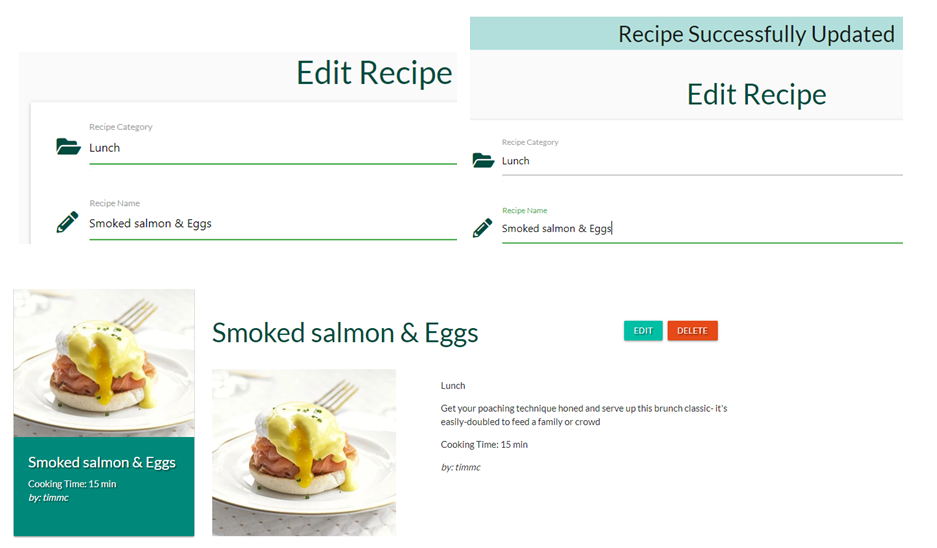 Edit Recipe
Recipe Category
Lunch
Recipe Name
Smoked salmon & Eggs
Recipe Successfully Updated
Edit Recipe
Recipe Category
Lunch
Recipe Name
Smoked salmon & Eggs
Smoked salmon & Eggs
Cooking Time: 15 min
by: timmc
Smoked salmon & Eggs
EDIT
DELETE
Lunch
Get your poaching technique honed and serve up this brunch classic- it's
easily-doubled to feed a family or crowd
Cooking Time: 15 min
by: timmc